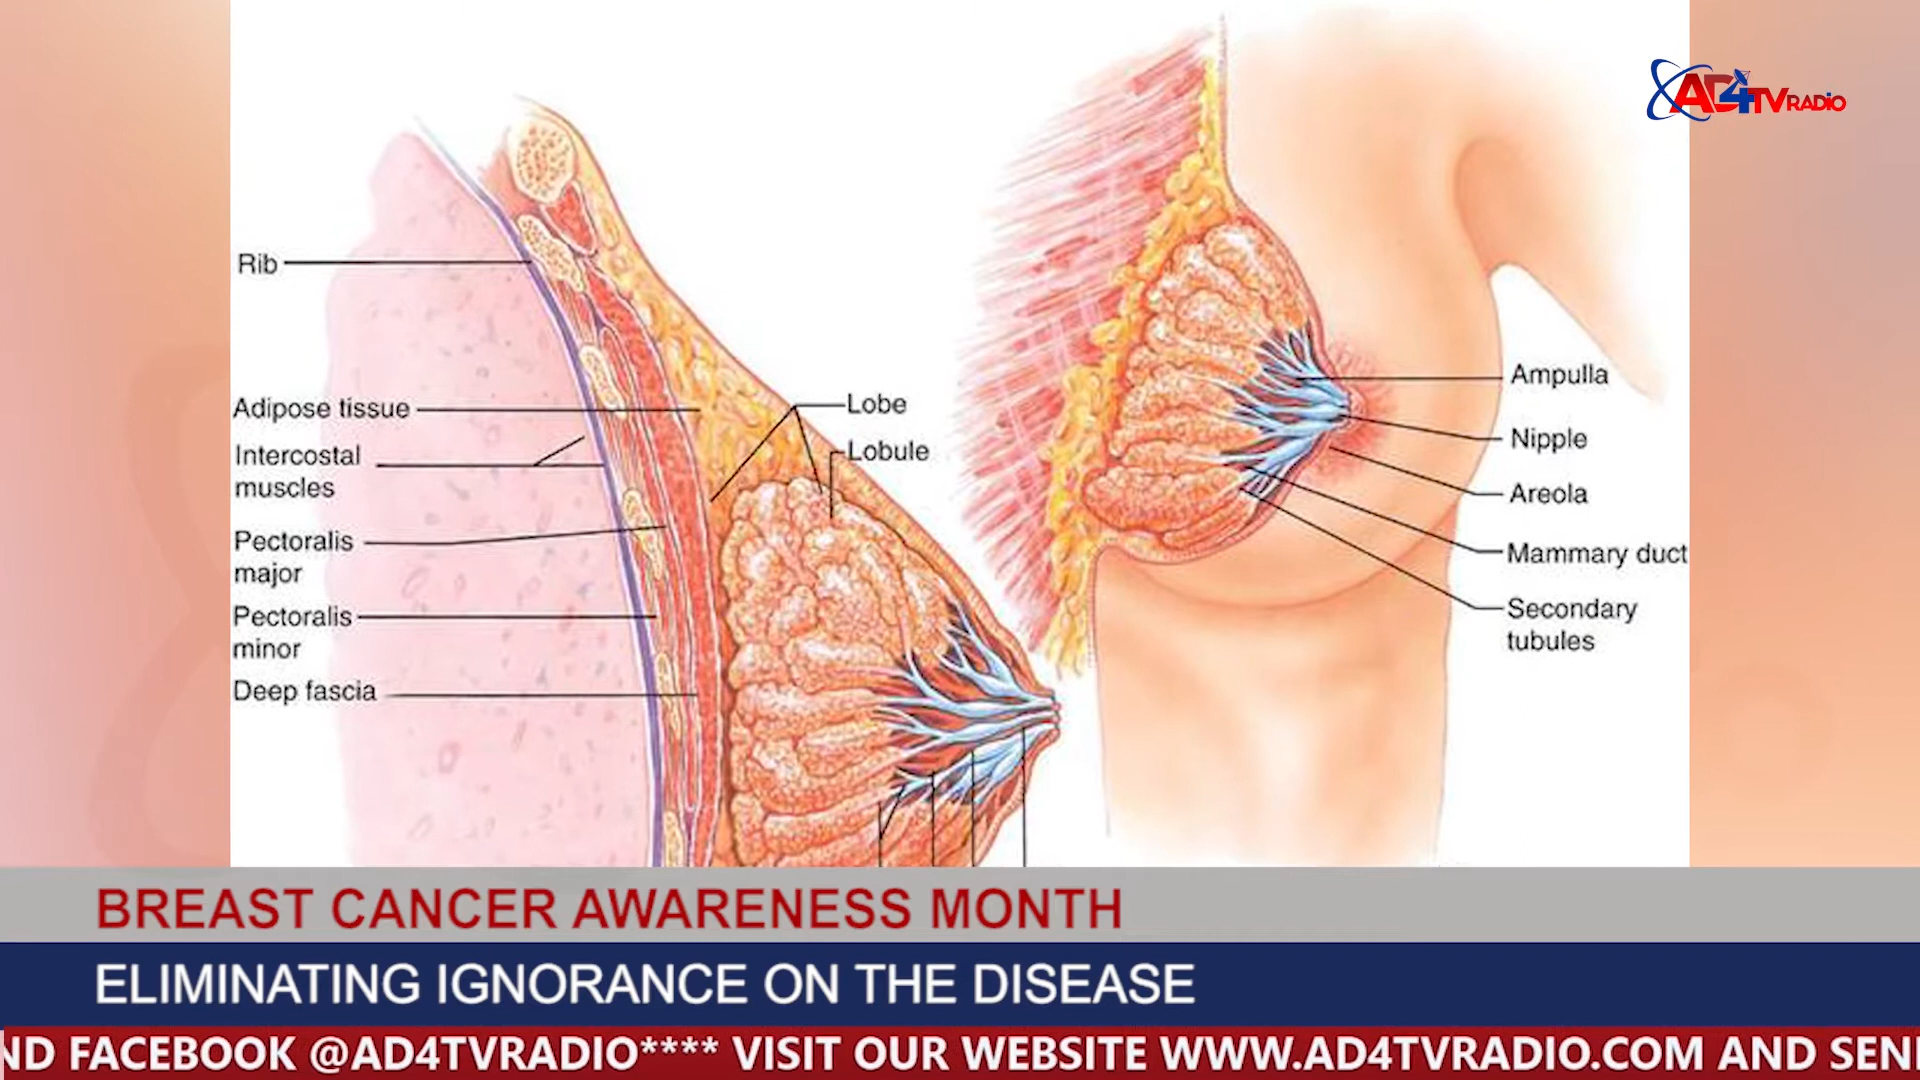 AD4TVRADIO
Rib
Adipose tissue
Intercostal
muscles
Pectoralis
major
Pectoralis
minor
Deep fascia
Lobe
Lobule
Ampulla
Nipple
Areola
Mammary duct
Secondary
tubules
BREAST CANCER AWARENESS MONTH
ELIMINATING IGNORANCE ON THE DISEASE
ND FACEBOOK @AD4TVRADIO**** VISIT OUR WEBSITE WWW.AD4TVRADIO.COM AND SEN